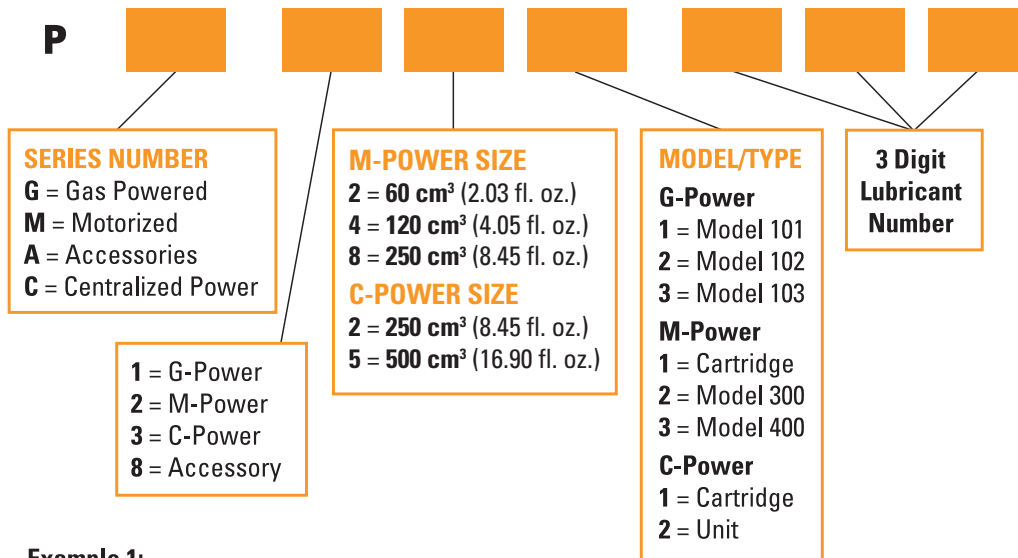 P
SERIES NUMBER
G = Gas Powered
M = Motorized
A = Accessories
C = Centralized Power
1 = G-Power
2 = M-Power
3 = C-Power
8 = Accessory
M-POWER SIZE
2 = 60 cm³ (2.03 fl. oz.)
4 = 120 cm³ (4.05 fl. oz.)
8 = 250 cm³ (8.45 fl. oz.)
C-POWER SIZE
2 = 250 cm³ (8.45 fl. oz.)
5 = 500 cm³ (16.90 fl. oz.)
MODEL/TYPE
G-Power
1 = Model 101
2 = Model 102
3 = Model 103
M-Power
1 = Cartridge
2 = Model 300
3 = Model 400
C-Power
1 = Cartridge
2 = Unit
3 Digit
Lubricant
Number
Example 1: